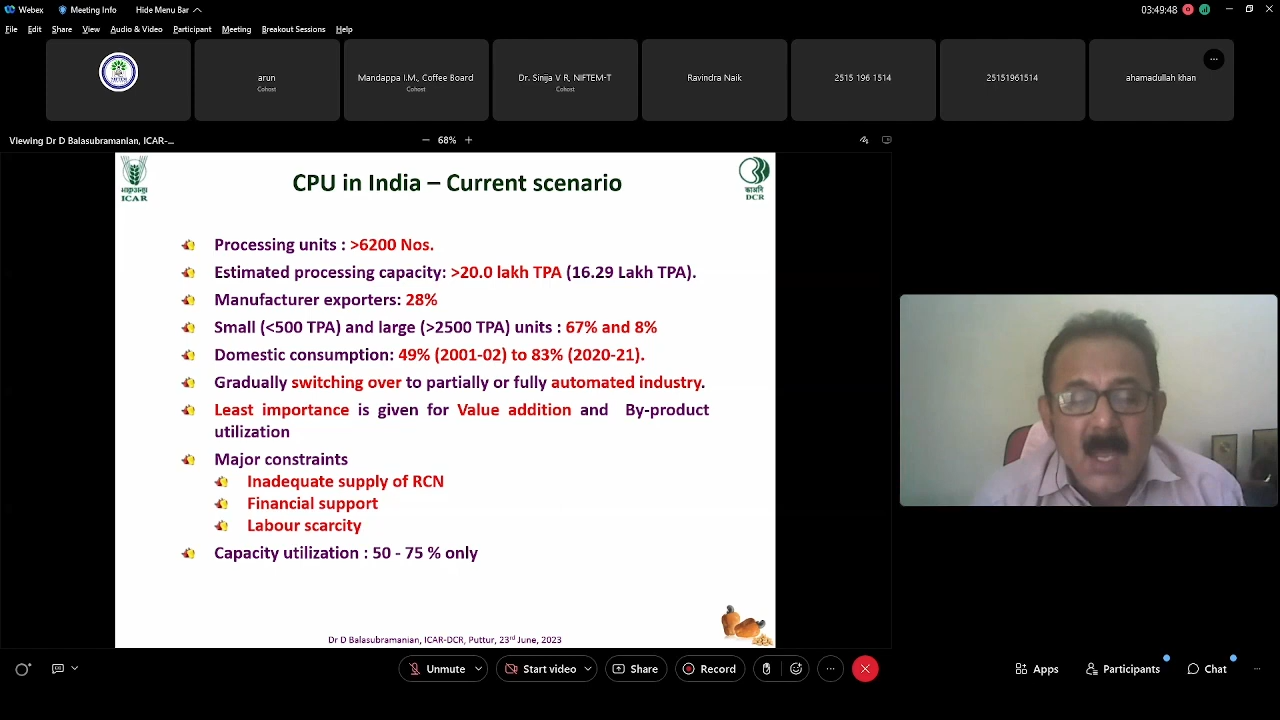 Webex
Meeting Info
Hide Menu Bar
03:49:48
File Edit Share View Audio & Video Participant Meeting Breakout Sessions Help
arun
Cohost
Mandappa I.M., Coffee Board
Cohost
Dr. Sinija V R, NIFTEM-T
Cohost
Ravindra Naik
2515 196 1514
25151961514
ahamadullah khan
Viewing Dr D Balasubramanian, ICAR-...
68%
ICAR
CPU in India – Current scenario
DCR
Processing units : >6200 Nos.
Estimated processing capacity: >20.0 lakh TPA (16.29 Lakh TPA).
Manufacturer exporters: 28%
Small (<500 TPA) and large (>2500 TPA) units : 67% and 8%
Domestic consumption: 49% (2001-02) to 83% (2020-21).
Gradually switching over to partially or fully automated industry.
Least importance is given for Value addition and By-product
utilization
Major constraints
Inadequate supply of RCN
Financial support
Labour scarcity
Capacity utilization : 50 - 75 % only
Dr D Balasubramanian, ICAR-DCR, Puttur, 23rd June, 2023
Unmute
Start video
Share
Record
Apps
Participants
Chat